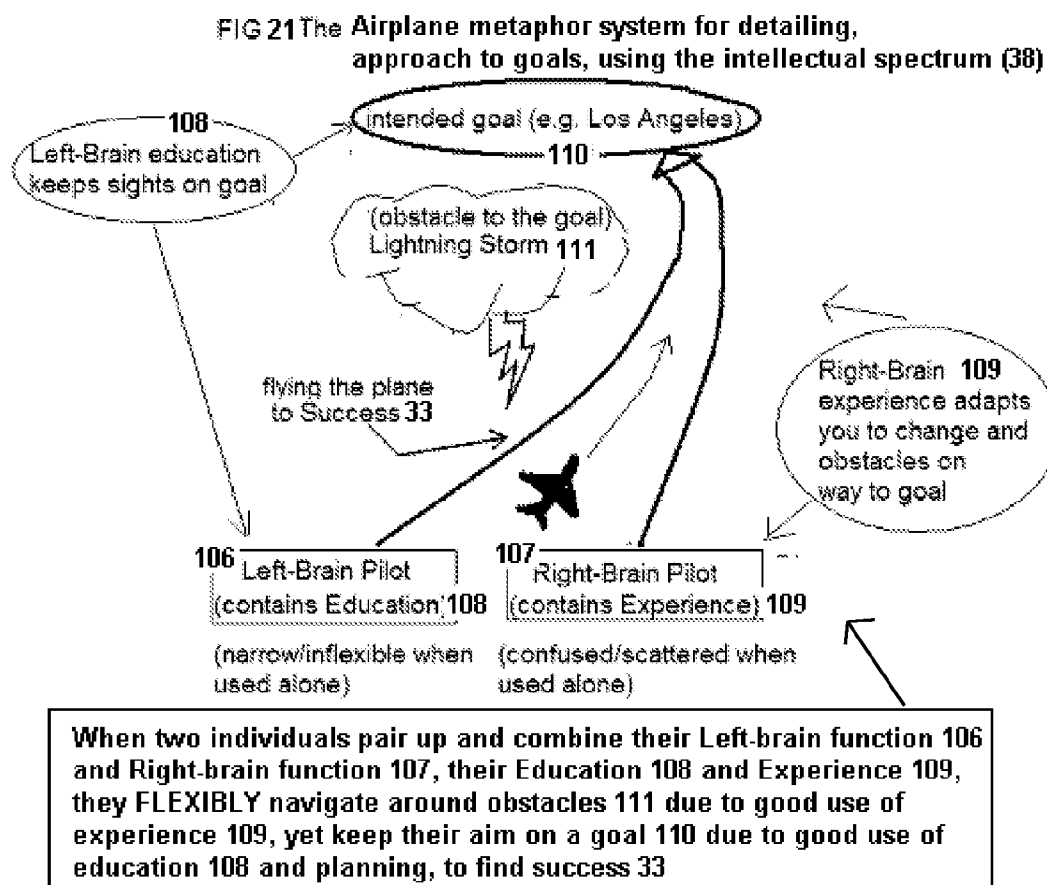 FIG 21 The Airplane metaphor system for detailing,
approach to goals, using the intellectual spectrum (38)
intended goal (e.g. Los Angeles)
110
108
Left-Brain education
keeps sights on goal
(obstacle to the goal)
Lightning Storm 111
flying the plane
to Success 33
Right-Brain 109
experience adapts
you to change and
obstacles on
way to goal
106
Left-Brain Pilot
(contains Education) 108
(narrow/inflexible when
used alone)
107
Right-Brain Pilot
(contains Experience) 109
(confused/scattered when
used alone)
When two individuals pair up and combine their Left-brain function 106
and Right-brain function 107, their Education 108 and Experience 109,
they FLEXIBLY navigate around obstacles 111 due to good use of
experience 109, yet keep their aim on a goal 110 due to good use of
education 108 and planning, to find success 33